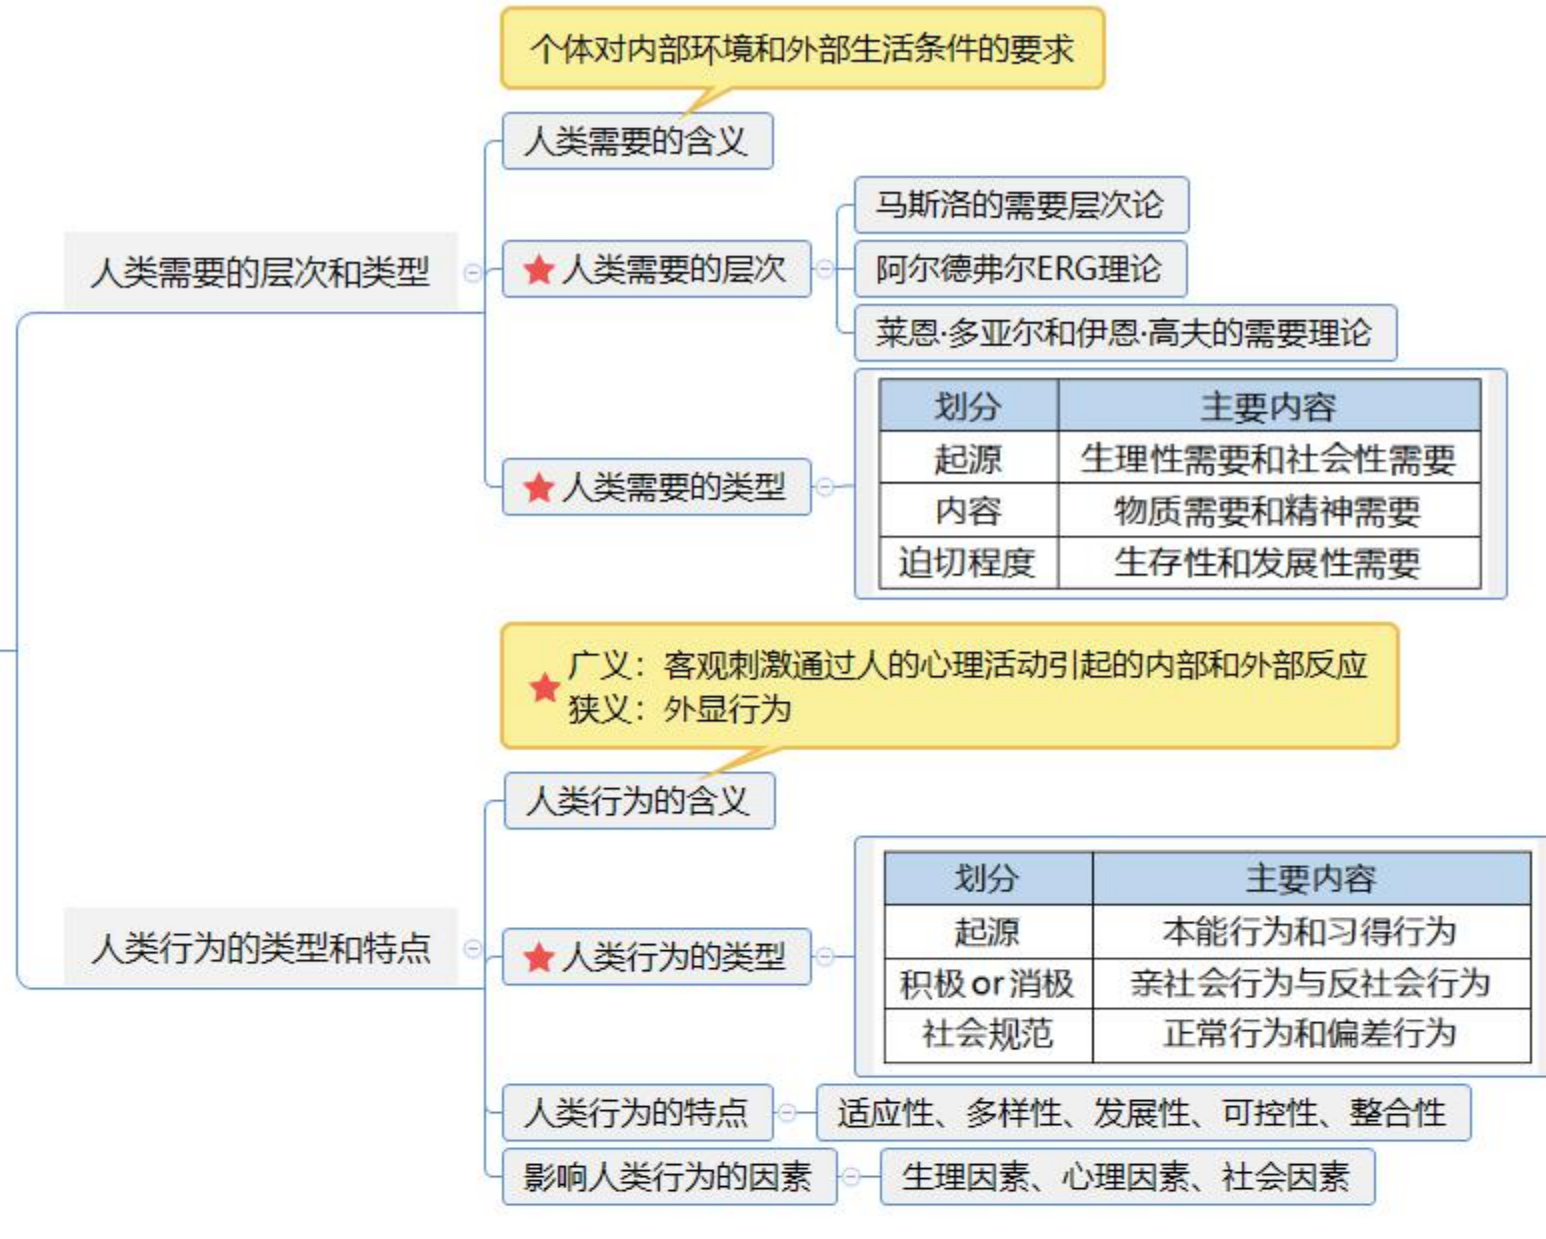 个体对内部环境和外部生活条件的要求
人类需要的含义
人类需要的层次和类型
人类需要的层次
马斯洛的需要层次论
阿尔德弗尔ERG理论
莱恩·多亚尔和伊恩·高夫的需要理论
人类需要的类型
划分 主要内容
起源 生理性需要和社会性需要
内容 物质需要和精神需要
迫切程度 生存性和发展性需要
广义：客观刺激通过人的心理活动引起的内部和外部反应
狭义：外显行为
人类行为的含义
人类行为的类型和特点
人类行为的类型
划分 主要内容
起源 本能行为和习得行为
积极or消极 亲社会行为与反社会行为
社会规范 正常行为和偏差行为
人类行为的特点
适应性、多样性、发展性、可控性、整合性
影响人类行为的因素
生理因素、心理因素、社会因素